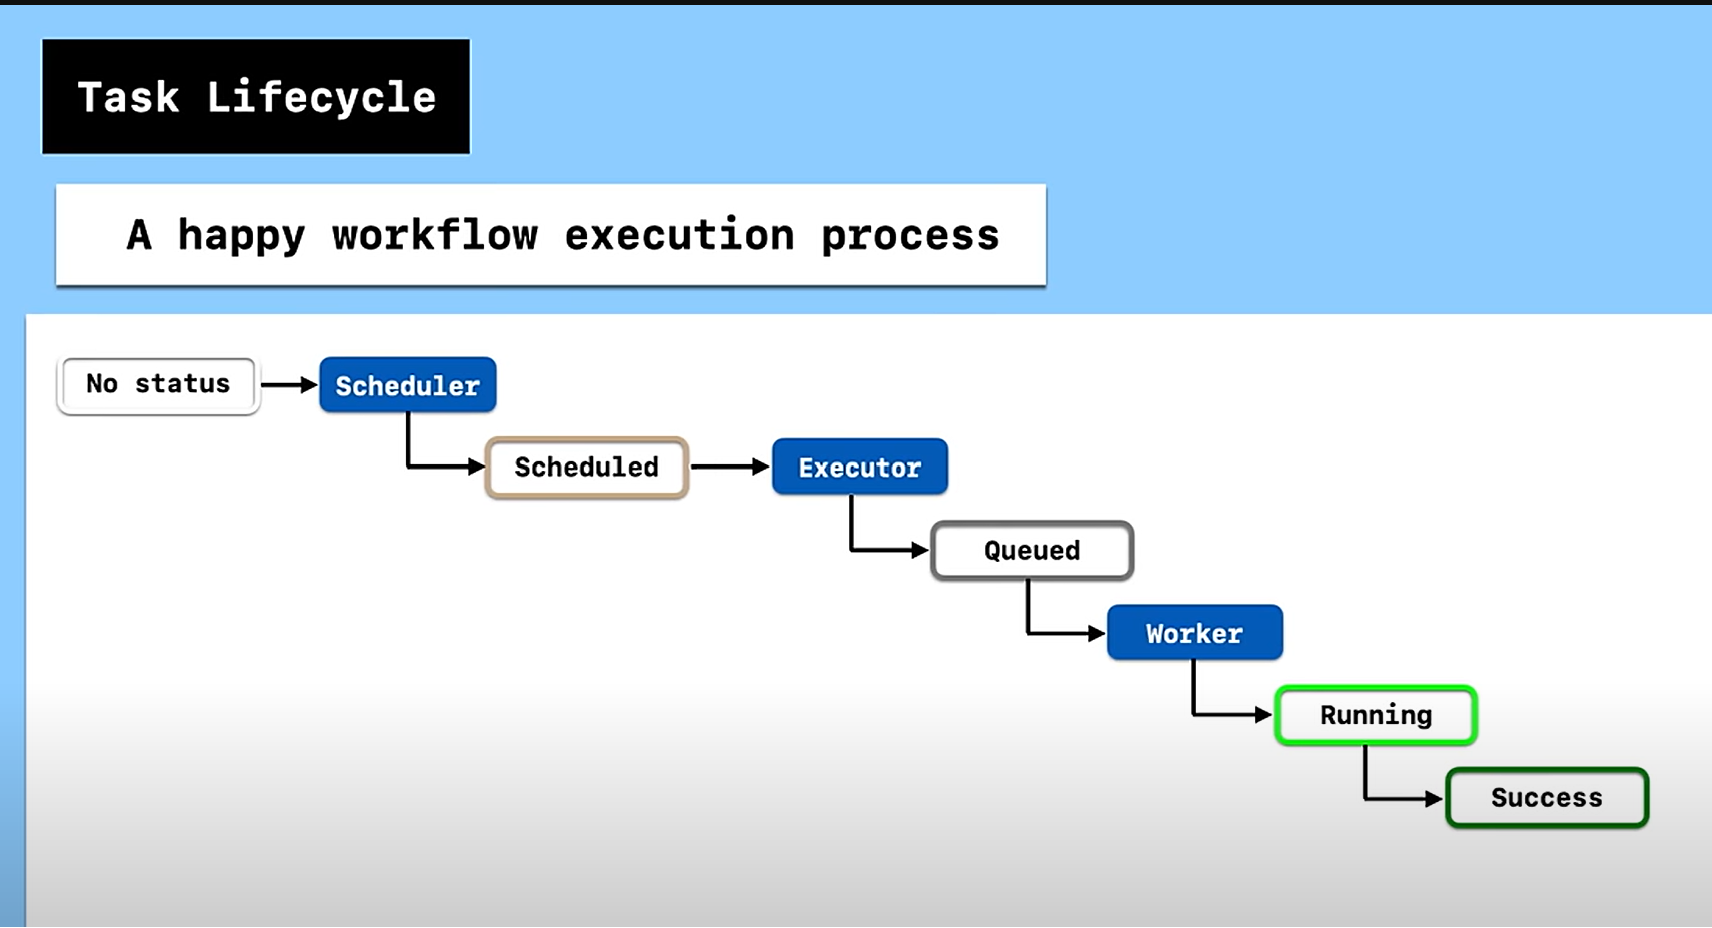 Task Lifecycle
A happy workflow execution process
No status
Scheduler
Scheduled
Executor
Queued
Worker
Running
Success